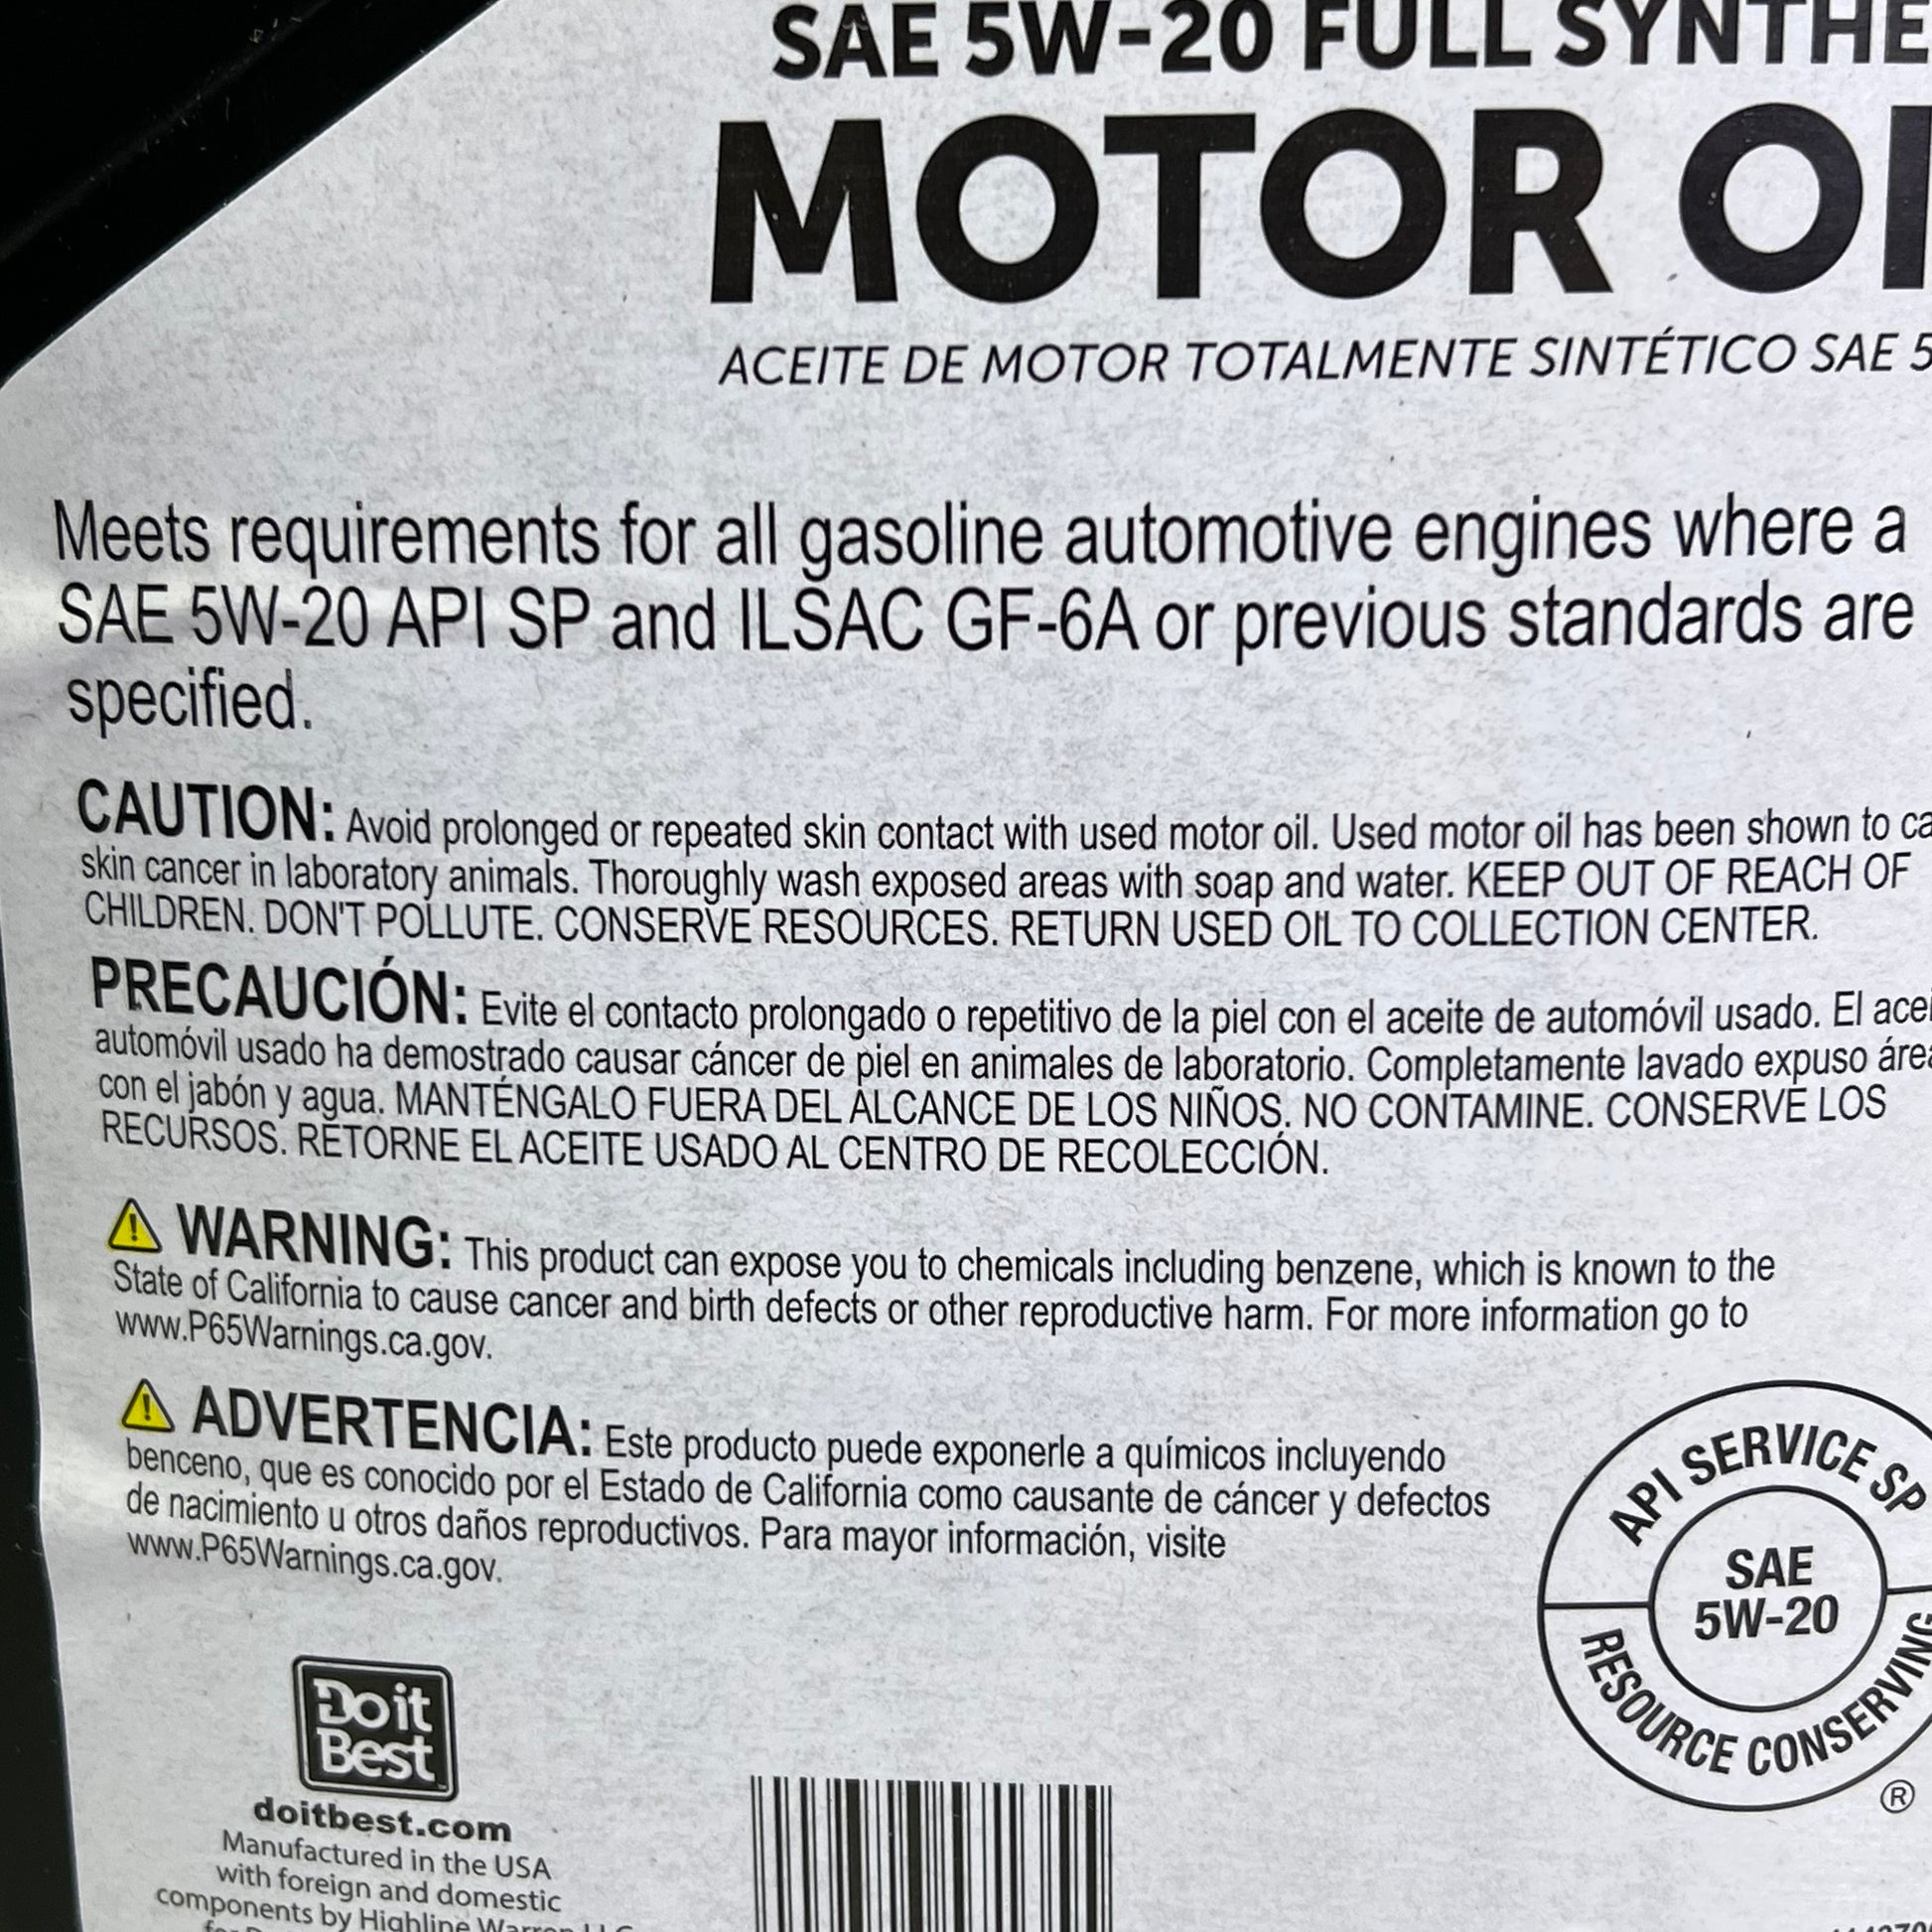 SAE 5W-20 FULL SYNTHE
MOTOR OI
ACEITE DE MOTOR TOTALMENTE SINTÉTICO SAE 5
Meets requirements for all gasoline automotive engines where a
SAE 5W-20 API SP and ILSAC GF-6A or previous standards are
specified.
CAUTION: Avoid prolonged or repeated skin contact with used motor oil. Used motor oil has been shown to ca
skin cancer in laboratory animals. Thoroughly wash exposed areas with soap and water. KEEP OUT OF REACH OF
CHILDREN. DON'T POLLUTE. CONSERVE RESOURCES. RETURN USED OIL TO COLLECTION CENTER.
PRECAUCIÓN: Evite el contacto prolongado o repetitivo de la piel con el aceite de automóvil usado. El acei
automóvil usado ha demostrado causar cáncer de piel en animales de laboratorio. Completamente lavado expuso área
con el jabón y agua. MANTÉNGALO FUERA DEL ALCANCE DE LOS NIÑOS. NO CONTAMINE. CONSERVE LOS
RECURSOS. RETORNE EL ACEITE USADO AL CENTRO DE RECOLECCIÓN.
WARNING: This product can expose you to chemicals including benzene, which is known to the
State of California to cause cancer and birth defects or other reproductive harm. For more information go to
www.P65Warnings.ca.gov.
ADVERTENCIA: Este producto puede exponerle a químicos incluyendo
benceno, que es conocido por el Estado de California como causante de cáncer y defectos
de nacimiento u otros daños reproductivos. Para mayor información, visite
www.P65Warnings.ca.gov.
API SERVICE SP
SAE
5W-20
RESOURCE CONSERVING
®
Do it
Best
doitbest.com
Manufactured in the USA
with foreign and domestic
components by Highline Warren LLC